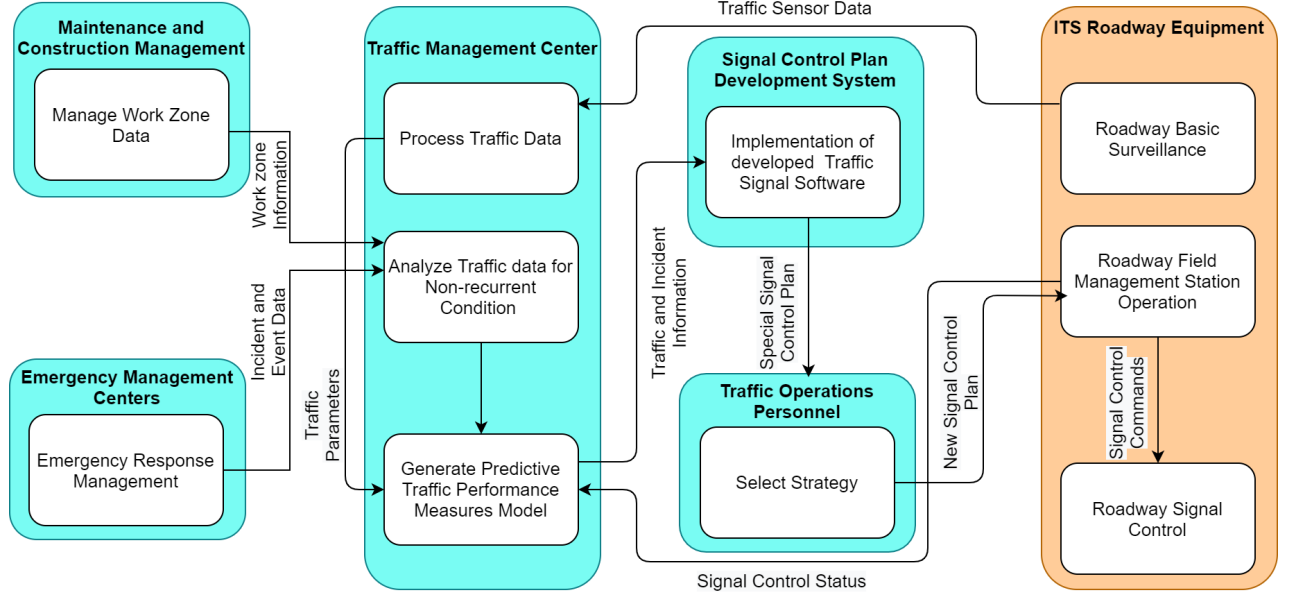 Maintenance and
Construction Management
Manage Work Zone
Data
Work zone
Information
Emergency Management
Centers
Emergency Response
Management
Incident and
Event Data
Traffic Management Center
Process Traffic Data
Analyze Traffic data for
Non-recurrent
Condition
Generate Predictive
Traffic Performance
Measures Model
Traffic
Parameters
Traffic Sensor Data
Traffic and Incident
Information
Signal Control Plan
Development System
Implementation of
developed Traffic
Signal Software
Special Signal
Control Plan
Traffic Operations
Personnel
Select Strategy
Signal Control Status
New Signal Control
Plan
ITS Roadway Equipment
Roadway Basic
Surveillance
Roadway Field
Management Station
Operation
Signal Control
Commands
Roadway Signal
Control